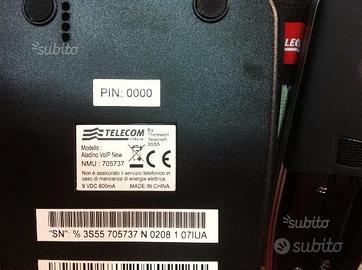 subito
PIN: 0000
TELECOM
ITALIA
By
Thomson
Telecom
3S55
Modello :
Aladino VoIP New
NMU : 705737
Non è assicurato il servizio telefonico in
caso di mancanza di energia elettrica.
9 VDC 600mA
MADE IN CHINA
"SN": % 3S55 705737 N 0208 1 07IUA
subito
subito
subito